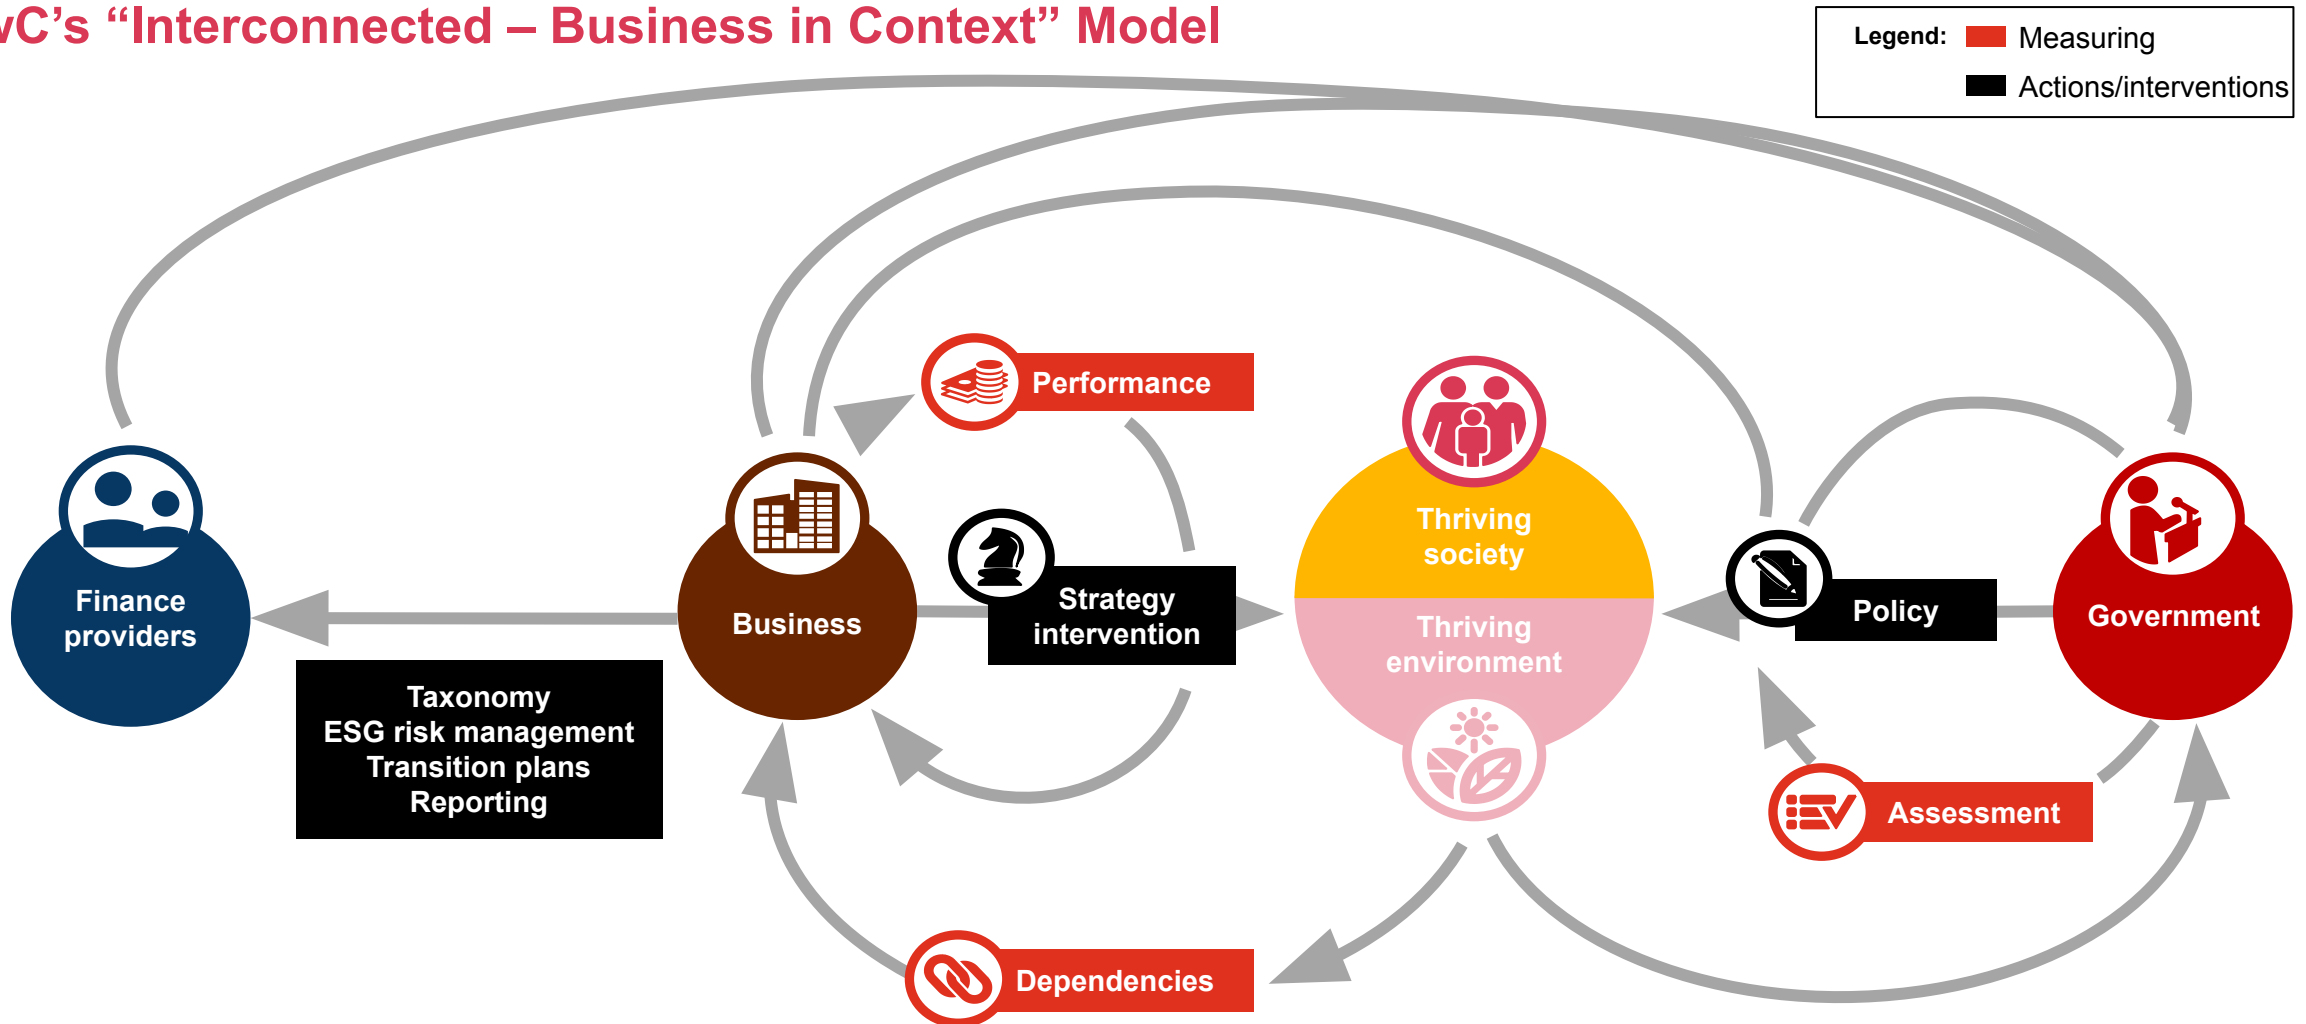 wC’s “Interconnected – Business in Context” Model
Legend:
Measuring
Actions/interventions
Performance
Finance
providers
Business
Strategy
intervention
Thriving
society
Thriving
environment
Policy
Government
Taxonomy
ESG risk management
Transition plans
Reporting
Assessment
Dependencies